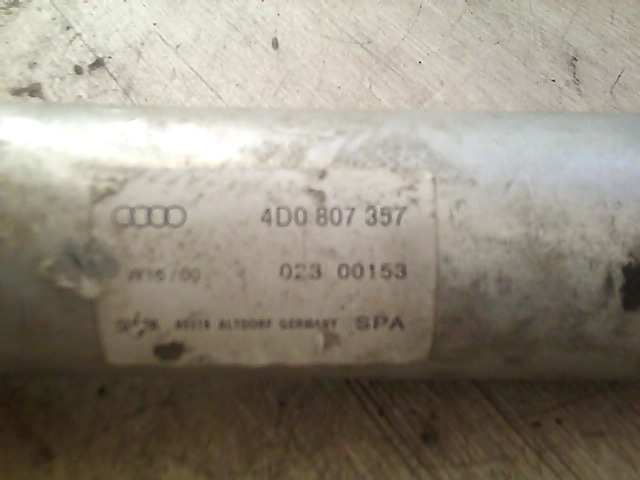 4D0 807 357
023 00153
ALTDORF GERMANY SPA